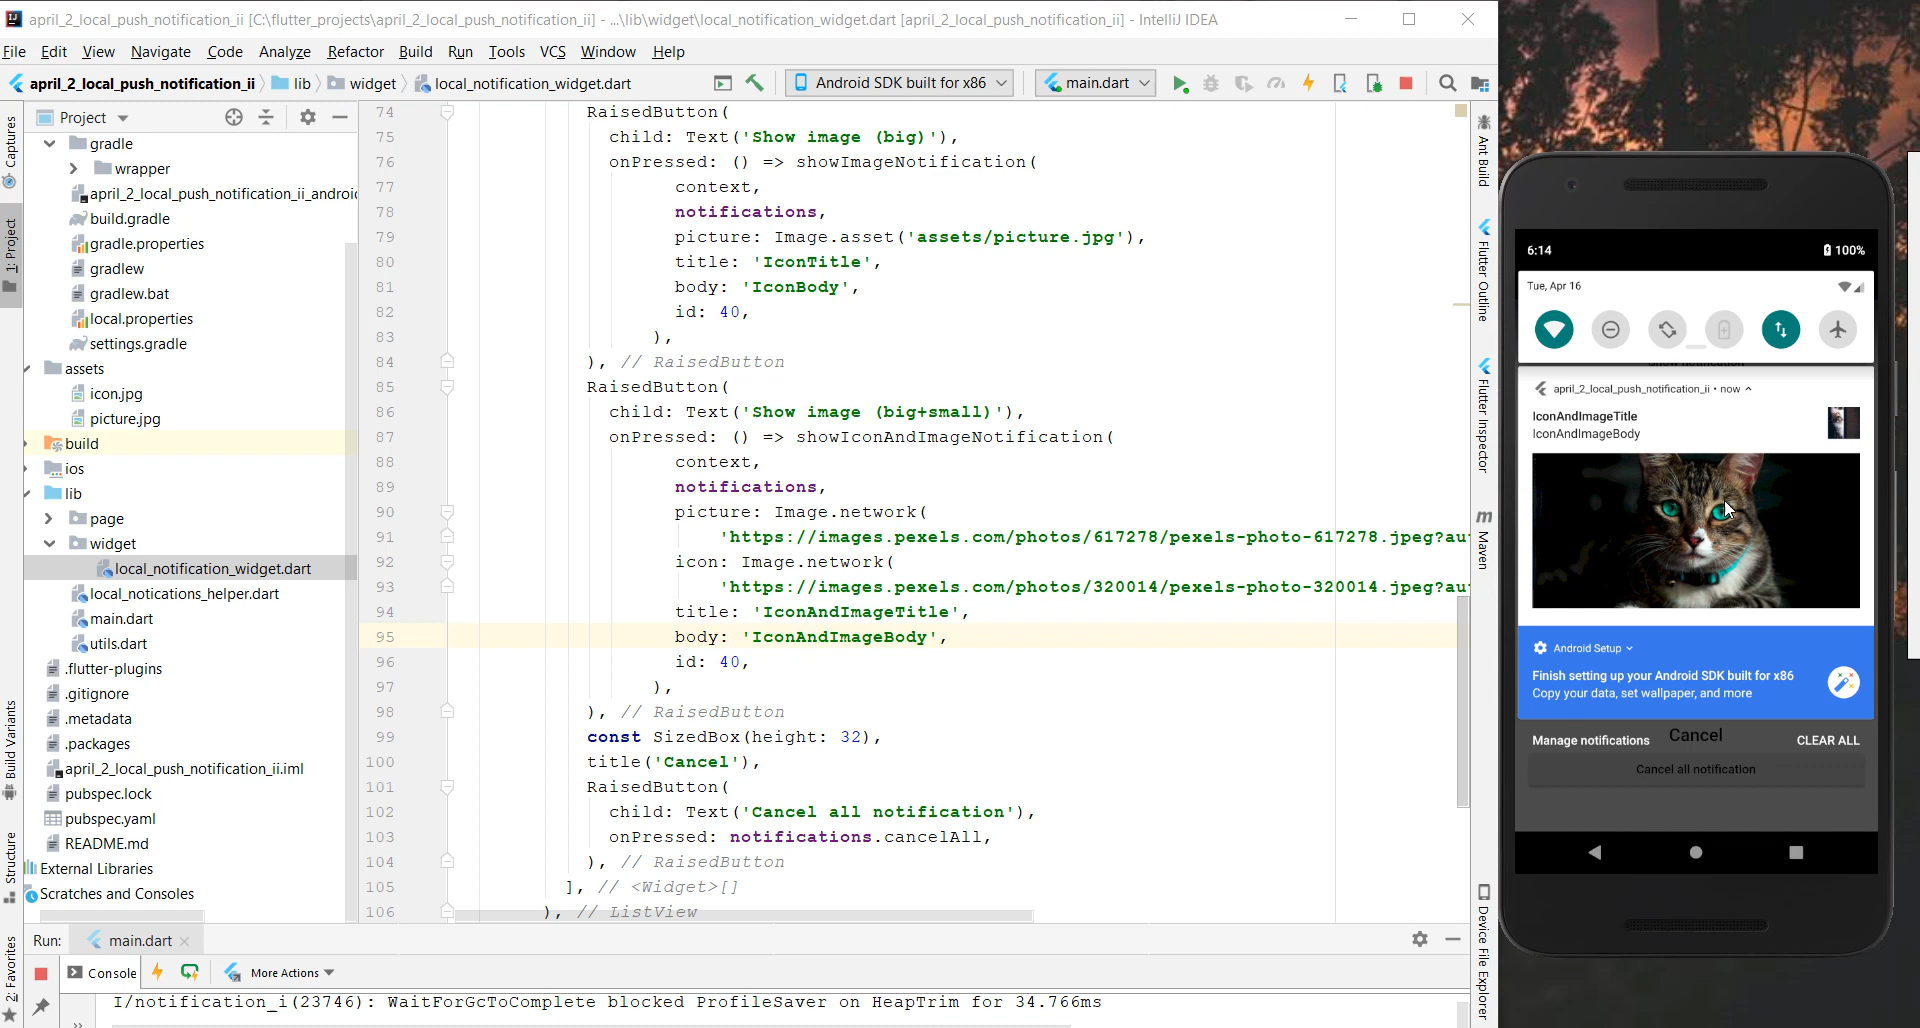 april_2_local_push_notification_ii [C:\flutter_projects\april_2_local_push_notification_ii] - ...\lib\widget\local_notification_widget.dart [april_2_local_push_notification_ii] - IntelliJ IDEA
File Edit View Navigate Code Analyze Refactor Build Run Tools VCS Window Help
april_2_local_push_notification_ii lib widget local_notification_widget.dart Android SDK built for x86 main.dart
Captures
1: Project
Build Variants
Structure
2: Favorites
Project
gradle
wrapper
april_2_local_push_notification_ii_androi
build.gradle
gradle.properties
gradlew
gradlew.bat
local.properties
settings.gradle
assets
icon.jpg
picture.jpg
build
ios
lib
page
widget
local_notification_widget.dart
local_notications_helper.dart
main.dart
utils.dart
.flutter-plugins
.gitignore
.metadata
.packages
april_2_local_push_notification_ii.iml
pubspec.lock
pubspec.yaml
README.md
External Libraries
Scratches and Consoles
74 RaisedButton(
75 child: Text('Show image (big)'),
76 onPressed: () => showImageNotification(
77 context,
78 notifications,
79 picture: Image.asset('assets/picture.jpg'),
80 title: 'IconTitle',
81 body: 'IconBody',
82 id: 40,
83 ),
84 ), // RaisedButton
85 RaisedButton(
86 child: Text('Show image (big+small)'),
87 onPressed: () => showIconAndImageNotification(
88 context,
89 notifications,
90 picture: Image.network(
91 'https://images.pexels.com/photos/617278/pexels-photo-617278.jpeg?au
92 icon: Image.network(
93 'https://images.pexels.com/photos/320014/pexels-photo-320014.jpeg?au
94 title: 'IconAndImageTitle',
95 body: 'IconAndImageBody',
96 id: 40,
97 ),
98 ), // RaisedButton
99 const SizedBox(height: 32),
100 title('Cancel'),
101 RaisedButton(
102 child: Text('Cancel all notification'),
103 onPressed: notifications.cancelAll,
104 ), // RaisedButton
105 ], // <Widget>[]
106 ), // ListView
Ant Build
Flutter Outline
Flutter Inspector
m Maven
Device File Explorer
Run: main.dart
Console More Actions
I/notification_i(23746): WaitForGcToComplete blocked ProfileSaver on HeapTrim for 34.766ms
6:14 100%
Tue, Apr 16
Show notification
april_2_local_push_notification_ii • now
IconAndImageTitle
IconAndImageBody
Android Setup
Finish setting up your Android SDK built for x86
Copy your data, set wallpaper, and more
Manage notifications Cancel CLEAR ALL
Cancel all notification